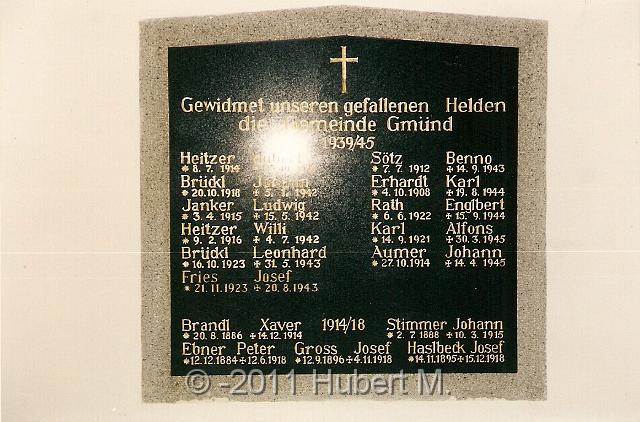 Gewidmet unseren gefallenen Helden
die Gemeinde Gmünd
1939/45
Heitzer
* 8. 7. 1914
Brückl
* 20.10.1918 + 5. 1. 1942
Janker Ludwig
* 3. 4. 1915 + 15. 5. 1942
Heitzer Willi
* 9. 2. 1916 + 4. 7. 1942
Brückl Leonhard
* 16.10.1923 + 31. 5. 1943
Fries Josef
* 21.11.1923 + 20.8.1943
Sötz Benno
* 7. 7. 1912 + 14. 9. 1943
Erhardt Karl
* 4.10.1908 + 19. 8. 1944
Rath Englbert
* 6. 6. 1922 + 15. 9. 1944
Karl Alfons
* 14. 9. 1921 + 30. 3. 1945
Aumer Johann
* 27.10.1914 + 14. 4. 1945
Brandl Xaver 1914/18 Stimmer Johann
* 20. 8. 1886 + 14.12.1914 * 2. 7. 1888 + 10. 3. 1915
Ebner Peter Gross Josef Haslbeck Josef
* 12.12.1884 + 12.6.1918 * 12.9.1896 + 4.11.1918 * 14.11.1895 + 15.12.1918
© -2011 Hubert M.